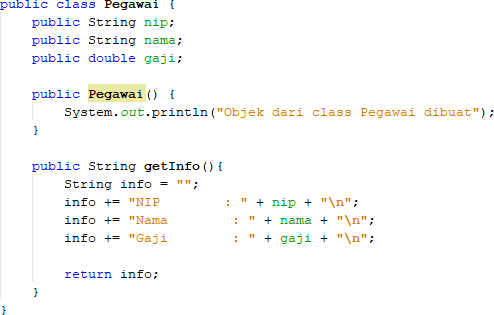 public class Pegawai {
    public String nip;
    public String nama;
    public double gaji;

    public Pegawai() {
        System.out.println("Objek dari class Pegawai dibuat");
    }

    public String getInfo(){
        String info = "";
        info += "NIP        : " + nip + "\n";
        info += "Nama        : " + nama + "\n";
        info += "Gaji        : " + gaji + "\n";

        return info;
    }
}